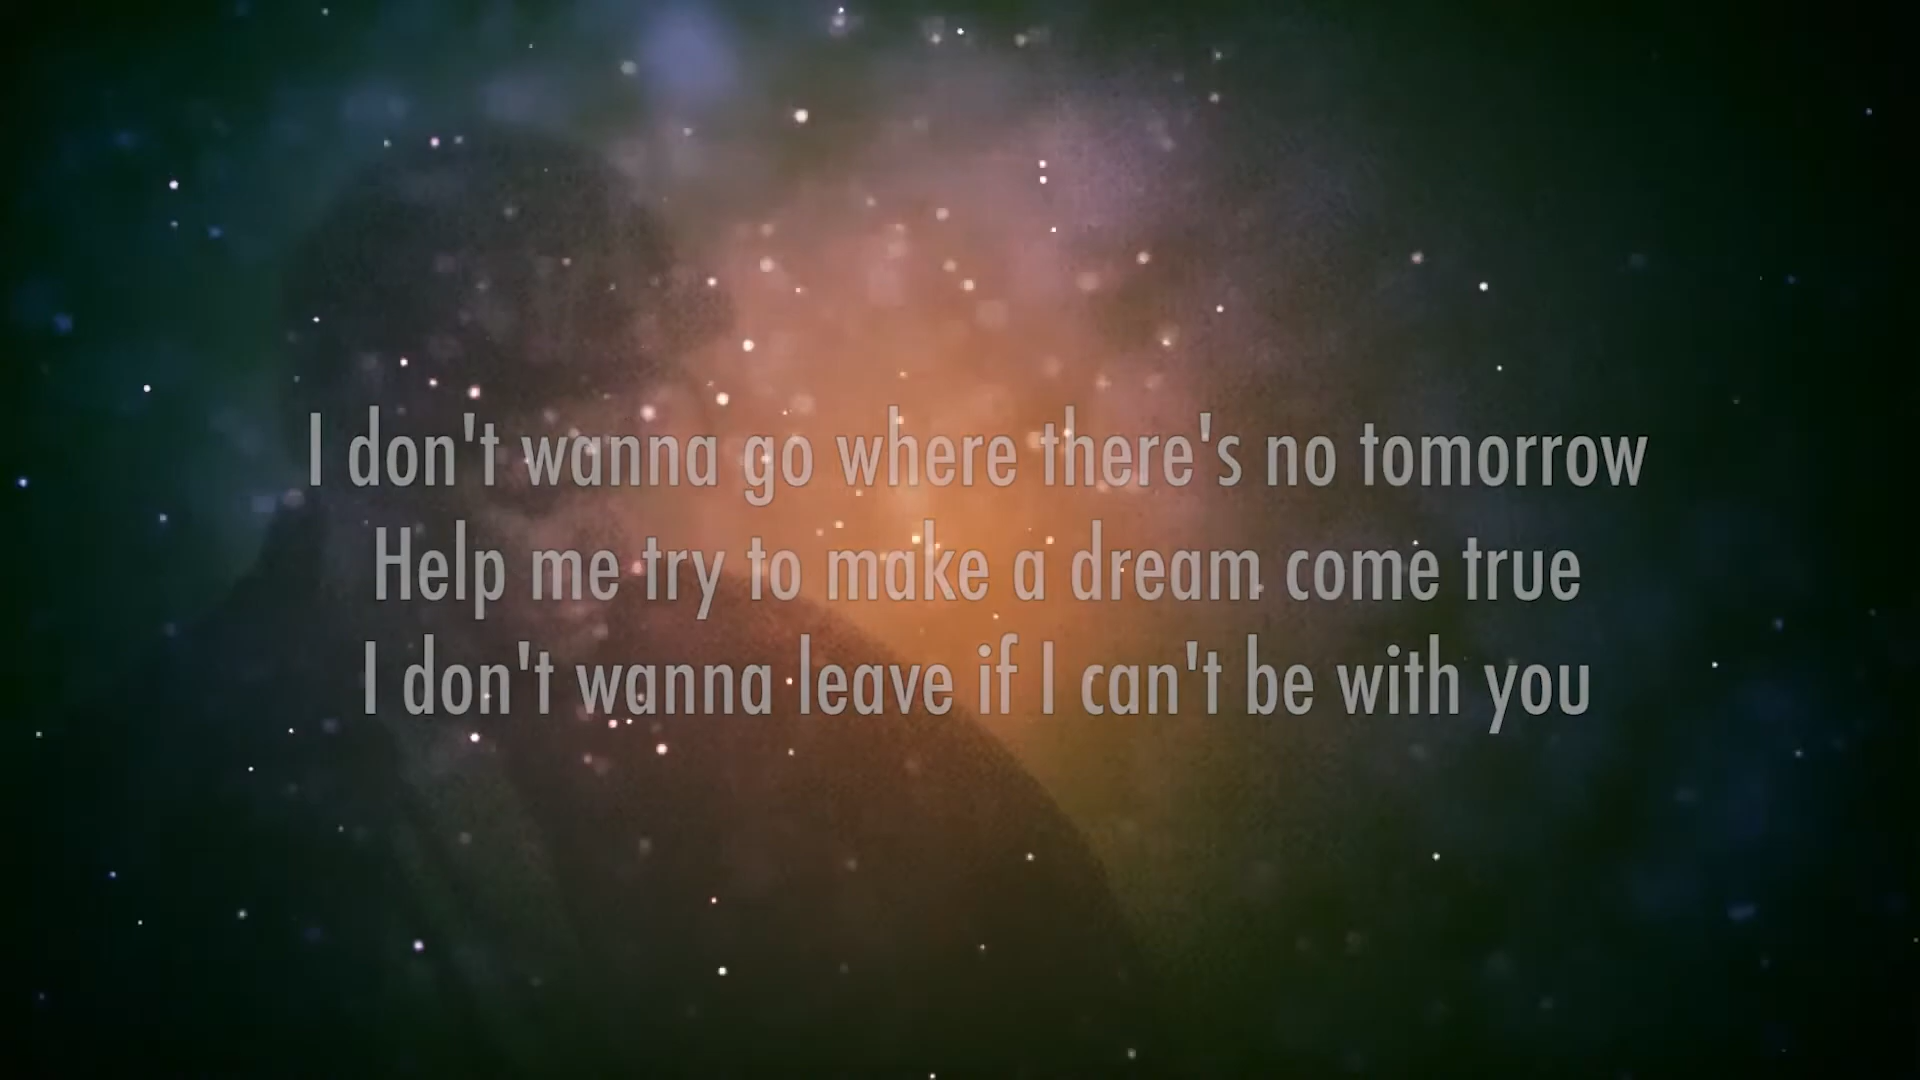 I don't wanna go where there's no tomorrow
Help me try to make a dream come true
I don't wanna leave if I can't be with you